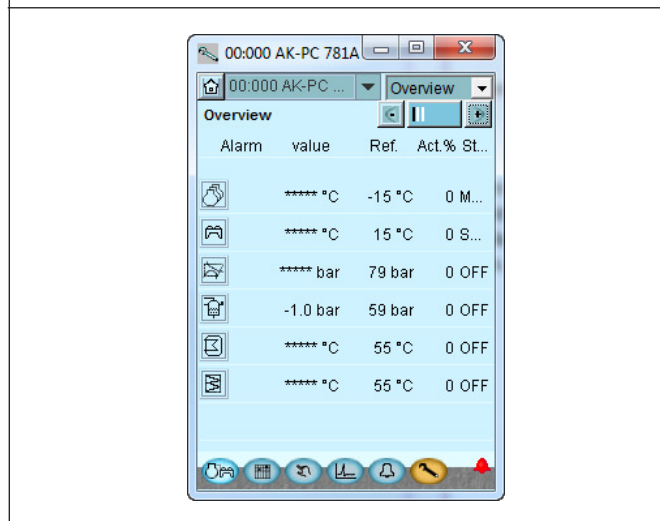 00:000 AK-PC 781A
00:000 AK-PC ... Overview
Overview
Alarm value Ref. Act.% St...
***** °C -15 °C 0 M...
***** °C 15 °C 0 S...
***** bar 79 bar 0 OFF
-1.0 bar 59 bar 0 OFF
***** °C 55 °C 0 OFF
***** °C 55 °C 0 OFF